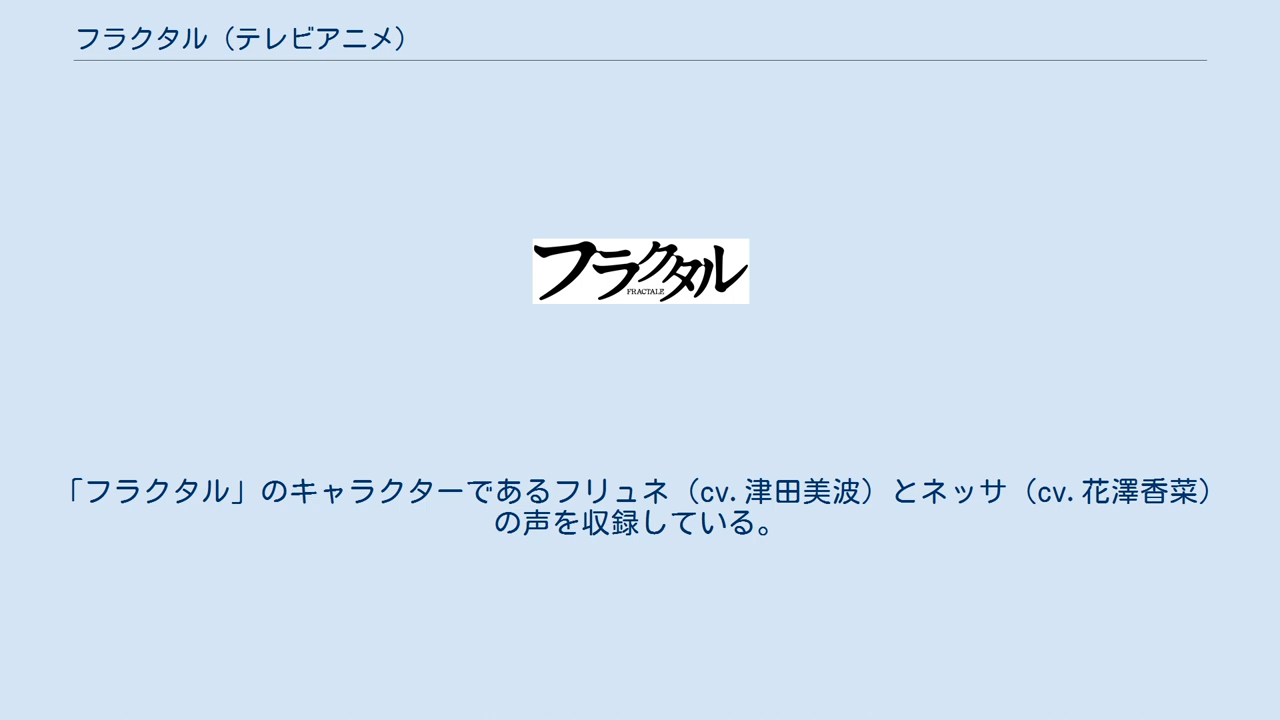 フラクタル（テレビアニメ）
フラクタル
FRACTALE
「フラクタル」のキャラクターであるフリュネ（cv.津田美波）とネッサ（cv.花澤香菜）
の声を収録している。